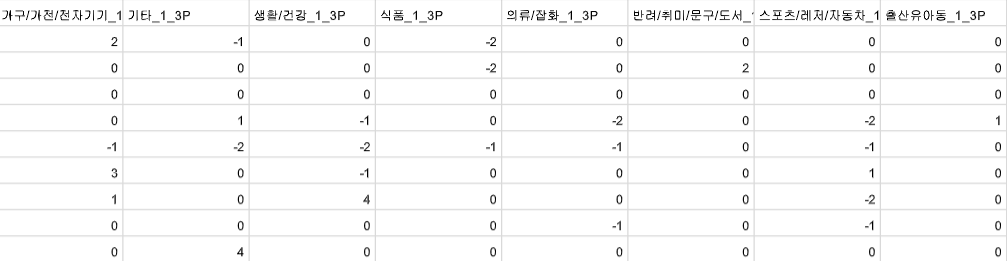 가구/가전/전자기기_1 기타_1_3P 생활/건강_1_3P 식품_1_3P 의류/잡화_1_3P 반려/취미/문구/도서_ 스포츠/레저/자동차_1 출산유아동_1_3P
2 -1 0 -2 0 0 0 0
0 0 0 -2 0 2 0 0
0 0 0 0 0 0 0 0
0 1 -1 0 -2 0 -2 1
-1 -2 -2 -1 -1 0 -1 0
3 0 -1 0 0 0 1 0
1 0 4 0 0 0 -2 0
0 0 0 0 -1 0 -1 0
0 4 0 0 0 0 0 0